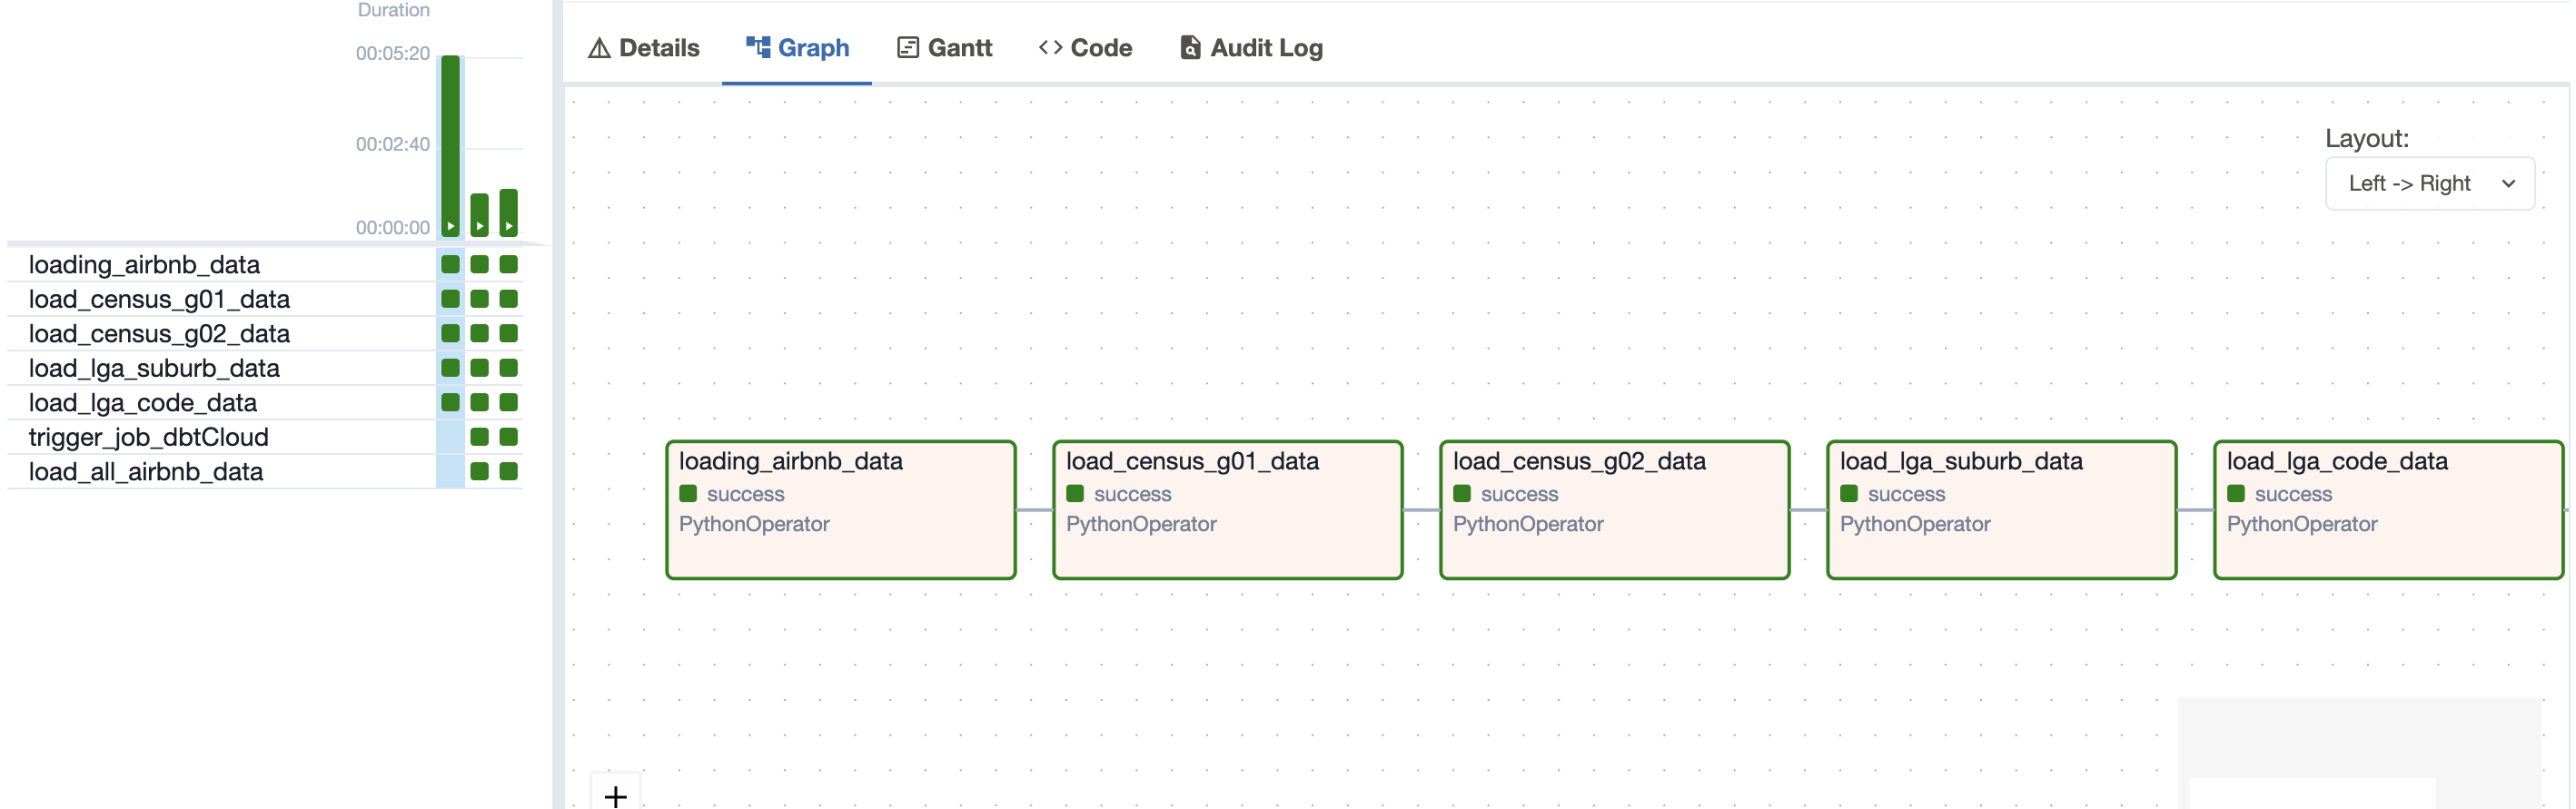 Duration
00:05:20
00:02:40
00:00:00
loading_airbnb_data
load_census_g01_data
load_census_g02_data
load_lga_suburb_data
load_lga_code_data
trigger_job_dbtCloud
load_all_airbnb_data
Details Graph Gantt Code Audit Log
Layout:
Left -> Right
loading_airbnb_data
success
PythonOperator
load_census_g01_data
success
PythonOperator
load_census_g02_data
success
PythonOperator
load_lga_suburb_data
success
PythonOperator
load_lga_code_data
success
PythonOperator